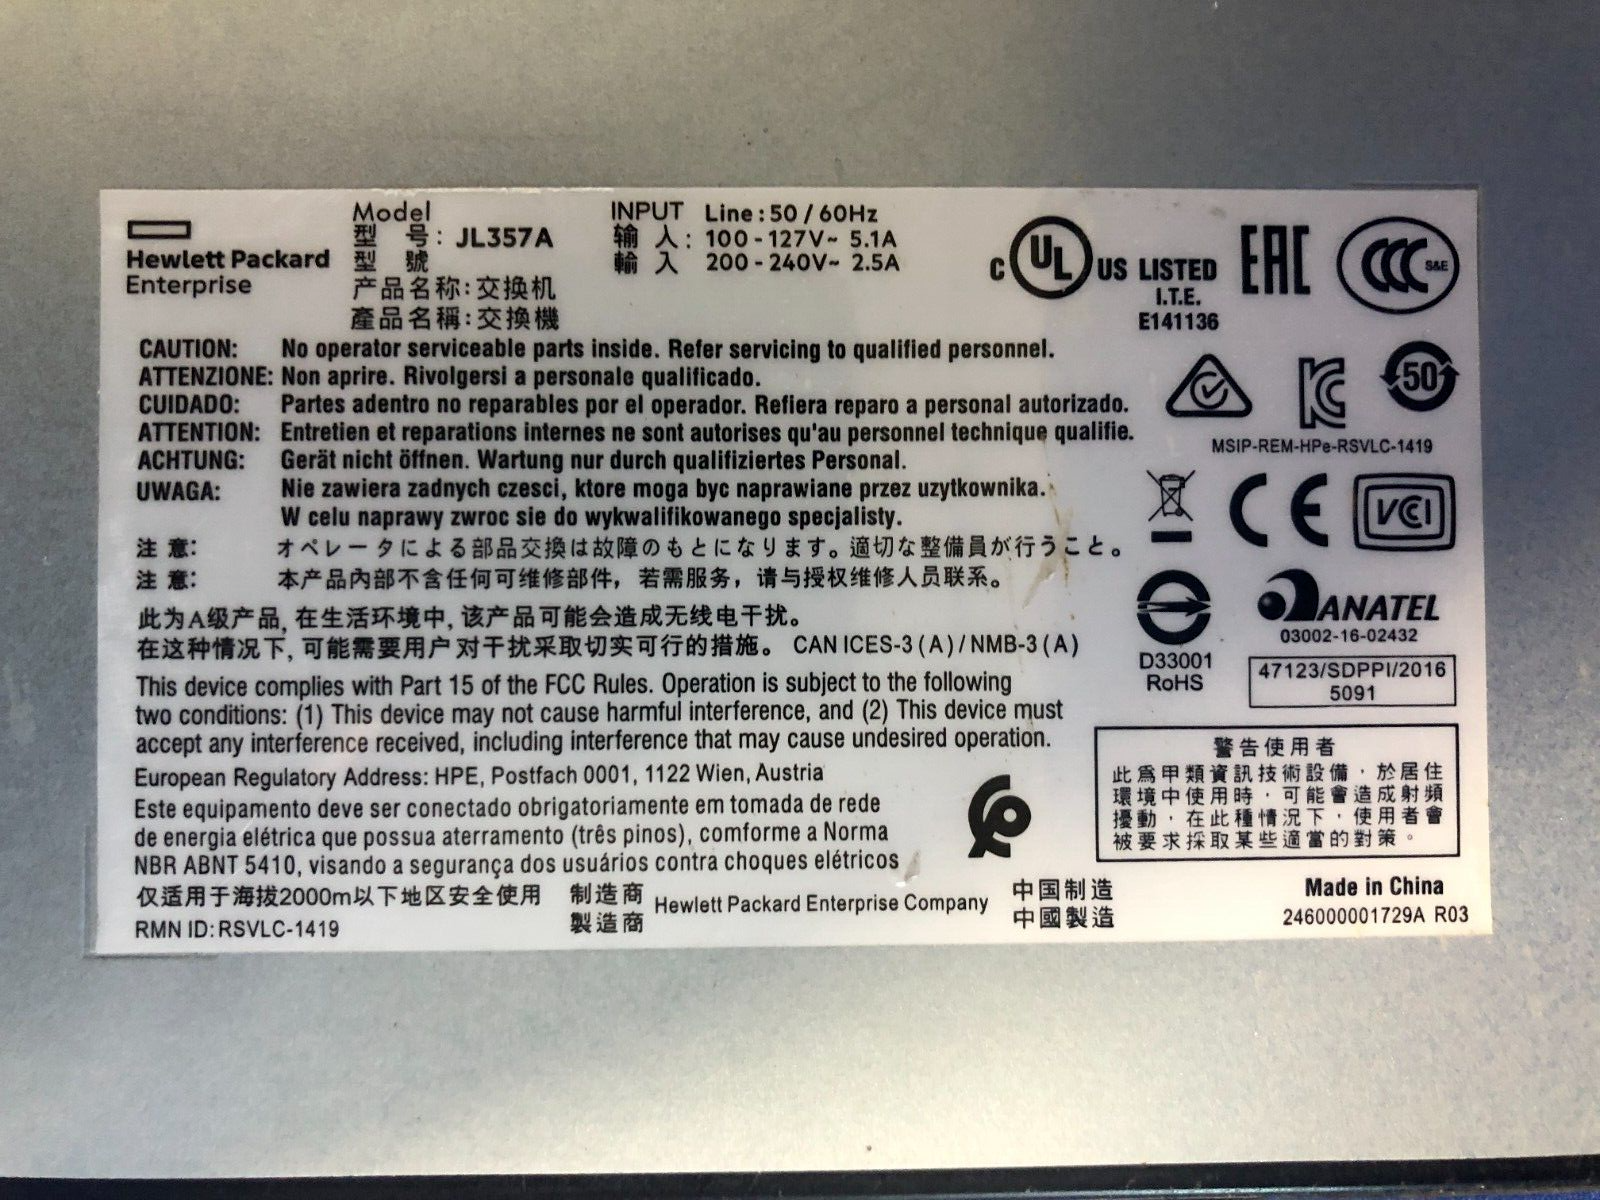 Hewlett Packard
Enterprise
Model
型 号: JL357A
型 號
产品名称:交换机
產品名稱:交換機
INPUT Line:50/60Hz
输 入: 100-127V~ 5.1A
輸 入 200-240V~ 2.5A
C UL US LISTED
I.T.E.
E141136
EAC
CCC S&E
CAUTION: No operator serviceable parts inside. Refer servicing to qualified personnel.
ATTENZIONE: Non aprire. Rivolgersi a personale qualificado.
CUIDADO: Partes adentro no reparables por el operador. Refiera reparo a personal autorizado.
ATTENTION: Entretien et reparations internes ne sont autorises qu'au personnel technique qualifie.
ACHTUNG: Gerät nicht öffnen. Wartung nur durch qualifiziertes Personal.
UWAGA: Nie zawiera zadnych czesci, ktore moga byc naprawiane przez uzytkownika.
W celu naprawy zwroc sie do wykwalifikowanego specjalisty.
注 意: オペレータによる部品交換は故障のもとになります。適切な整備員が行うこと。
注 意: 本产品內部不含任何可维修部件，若需服务，请与授权维修人员联系。
此为A级产品, 在生活环境中, 该产品可能会造成无线电干扰。
在这种情况下, 可能需要用户对干扰采取切实可行的措施。 CAN ICES-3 (A) / NMB-3 (A)
This device complies with Part 15 of the FCC Rules. Operation is subject to the following
two conditions: (1) This device may not cause harmful interference, and (2) This device must
accept any interference received, including interference that may cause undesired operation.
European Regulatory Address: HPE, Postfach 0001, 1122 Wien, Austria
Este equipamento deve ser conectado obrigatoriamente em tomada de rede
de energia elétrica que possua aterramento (três pinos), comforme a Norma
NBR ABNT 5410, visando a segurança dos usuários contra choques elétricos
仅适用于海拔2000m以下地区安全使用
RMN ID: RSVLC-1419
制造商
製造商
Hewlett Packard Enterprise Company
中国制造
中國製造
50
MSIP-REM-HPe-RSVLC-1419
CE
VCI
D33001
RoHS
ANATEL
03002-16-02432
47123/SDPPI/2016
5091
警告使用者
此為甲類資訊技術設備，於居住
環境中使用時，可能會造成射頻
擾動，在此種情況下，使用者會
被要求採取某些適當的對策。
Made in China
246000001729A R03